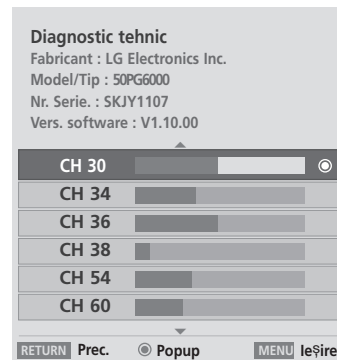 Diagnostic tehnic
Fabricant : LG Electronics Inc.
Model/Tip : 50PG6000
Nr. Serie. : SKJY1107
Vers. software : V1.10.00
CH 30
CH 34
CH 36
CH 38
CH 54
CH 60
RETURN Prec. Popup MENU Ieşire